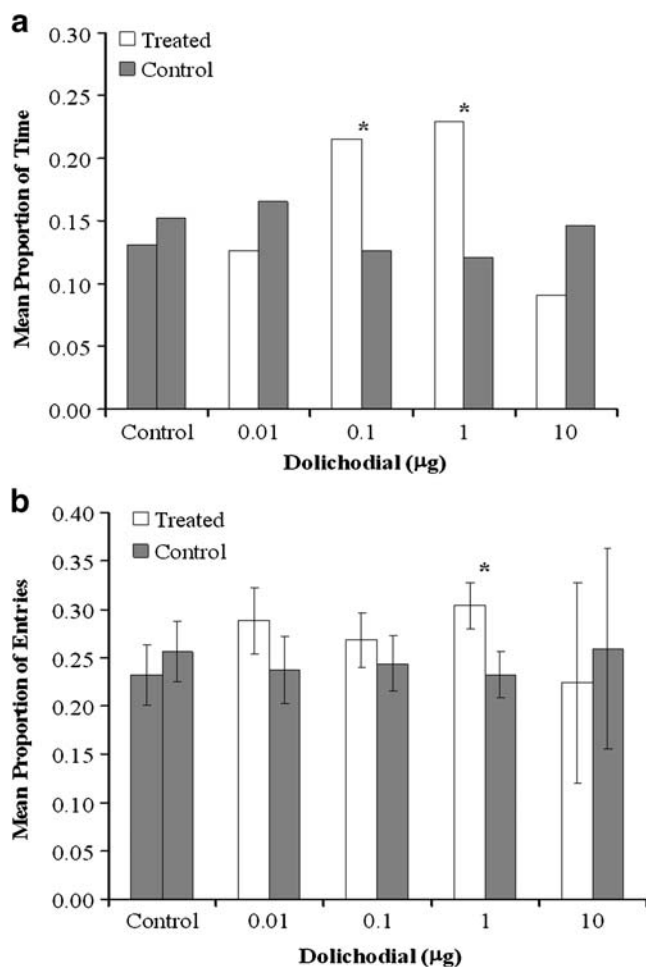 a
0.30
Treated
Control
0.25
0.20
0.15
0.10
0.05
0.00
Mean Proportion of Time
* *
Control 0.01 0.1 1 10
Dolichodial (μg)
b
0.40
Treated
Control
0.35
0.30
0.25
0.20
0.15
0.10
0.05
0.00
Mean Proportion of Entries
*
Control 0.01 0.1 1 10
Dolichodial (μg)